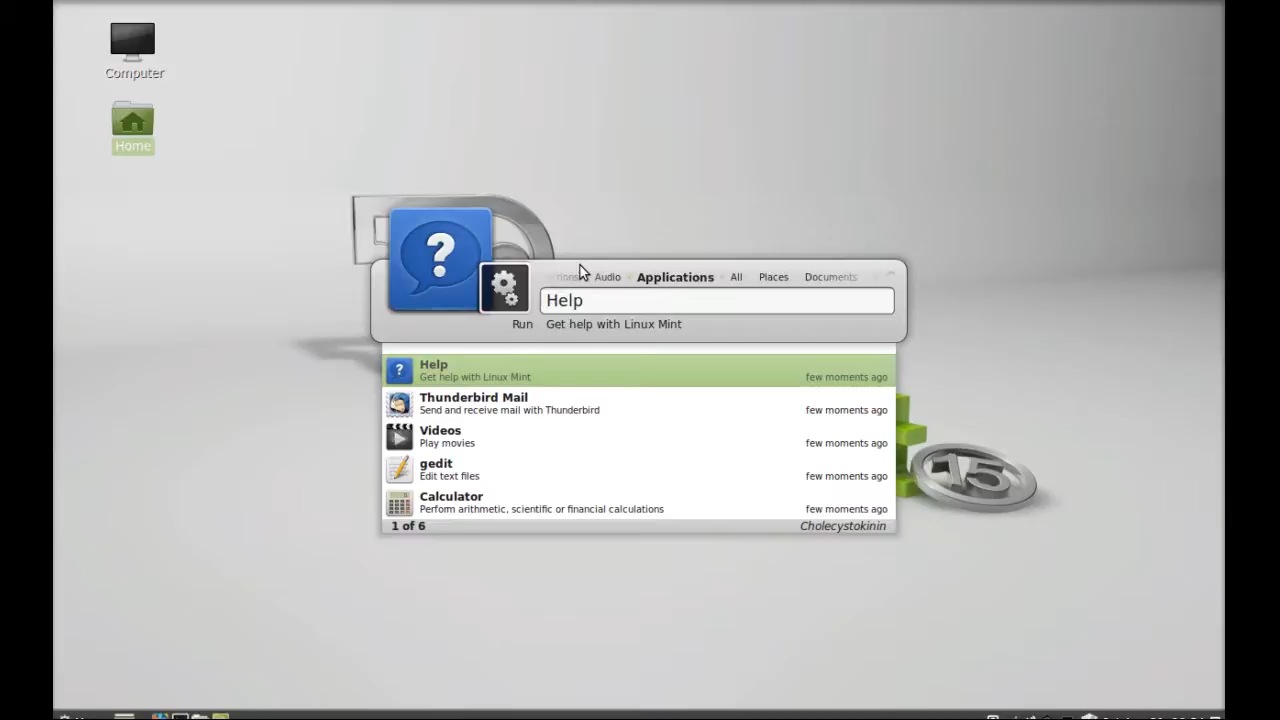 Computer
Home
Audio Applications All Places Documents
Help
Run Get help with Linux Mint
Help
Get help with Linux Mint few moments ago
Thunderbird Mail
Send and receive mail with Thunderbird few moments ago
Videos
Play movies few moments ago
gedit
Edit text files few moments ago
Calculator
Perform arithmetic, scientific or financial calculations few moments ago
1 of 6 Cholecystokinin
15